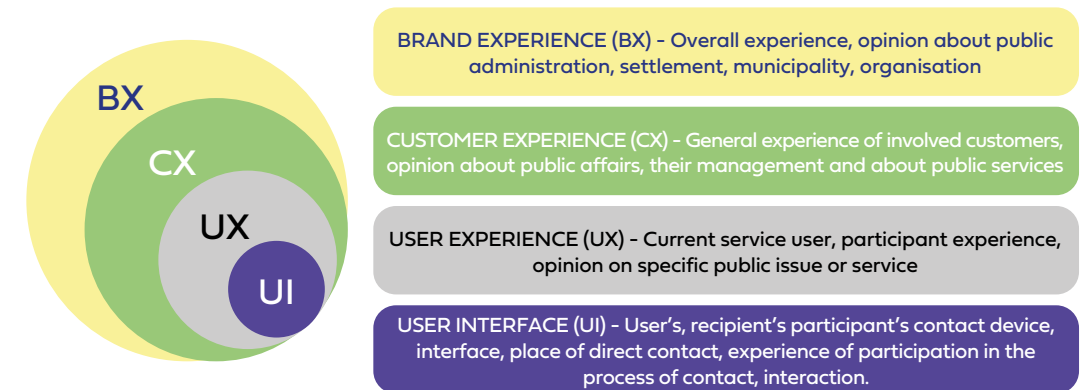 BX
CX
UX
UI
BRAND EXPERIENCE (BX) - Overall experience, opinion about public
administration, settlement, municipality, organisation
CUSTOMER EXPERIENCE (CX) - General experience of involved customers,
opinion about public affairs, their management and about public services
USER EXPERIENCE (UX) - Current service user, participant experience,
opinion on specific public issue or service
USER INTERFACE (UI) - User's, recipient's participant's contact device,
interface, place of direct contact, experience of participation in the
process of contact, interaction.